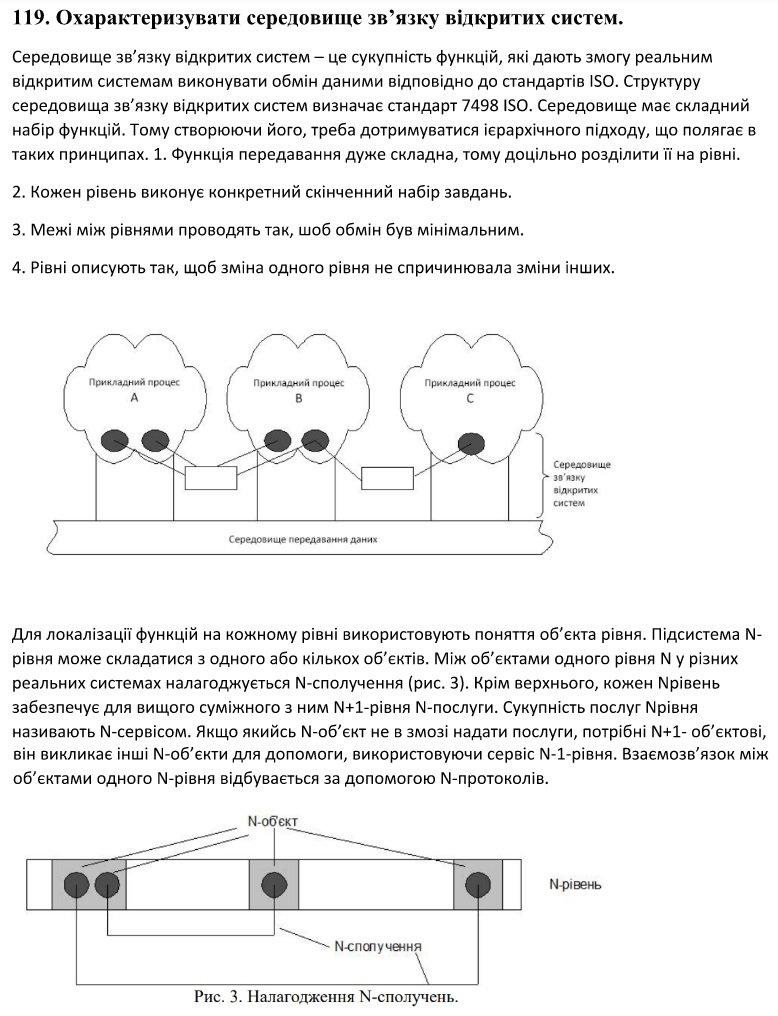 119. Охарактеризувати середовище зв’язку відкритих систем.
Середовище зв’язку відкритих систем – це сукупність функцій, які дають змогу реальним
відкритим системам виконувати обмін даними відповідно до стандартів ISO. Структуру
середовища зв’язку відкритих систем визначає стандарт 7498 ISO. Середовище має складний
набір функцій. Тому створюючи його, треба дотримуватися ієрархічного підходу, що полягає в
таких принципах. 1. Функція передавання дуже складна, тому доцільно розділити її на рівні.
2. Кожен рівень виконує конкретний скінченний набір завдань.
3. Межі між рівнями проводять так, шоб обмін був мінімальним.
4. Рівні описують так, щоб зміна одного рівня не спричинювала зміни інших.
Прикладний процес
A
Прикладний процес
B
Прикладний процес
C
Середовище
зв’язку
відкритих
систем
Середовище передавання даних
Для локалізації функцій на кожному рівні використовують поняття об’єкта рівня. Підсистема N-
рівня може складатися з одного або кількох об’єктів. Між об’єктами одного рівня N у різних
реальних системах налагоджується N-сполучення (рис. 3). Крім верхнього, кожен Nрівень
забезпечує для вищого суміжного з ним N+1-рівня N-послуги. Сукупність послуг Nрівня
називають N-сервісом. Якщо якийсь N-об’єкт не в змозі надати послуги, потрібні N+1- об’єктові,
він викликає інші N-об’єкти для допомоги, використовуючи сервіс N-1-рівня. Взаємозв’язок між
об’єктами одного N-рівня відбувається за допомогою N-протоколів.
N-об’єкт
N-рівень
N-сполучення
Рис. 3. Налагодження N-сполучень.